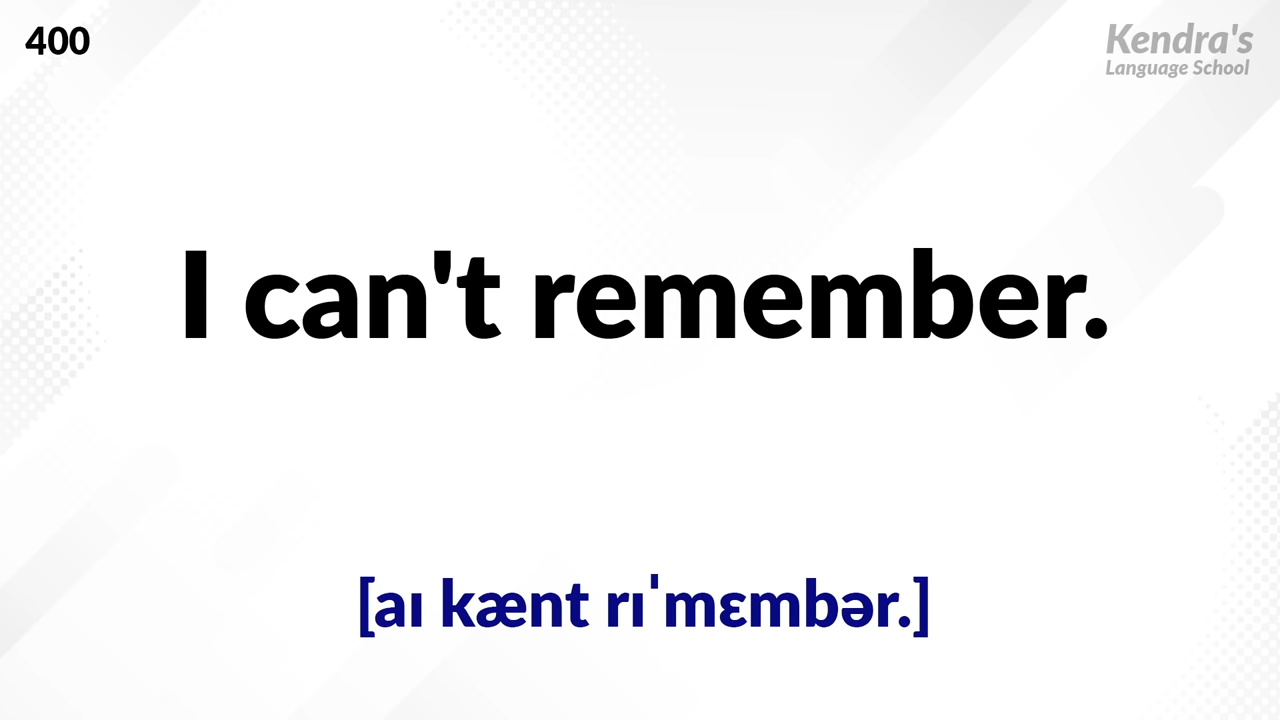 400
Kendra's
Language School
I can't remember.
[aɪ kænt rɪˈmɛmbər.]